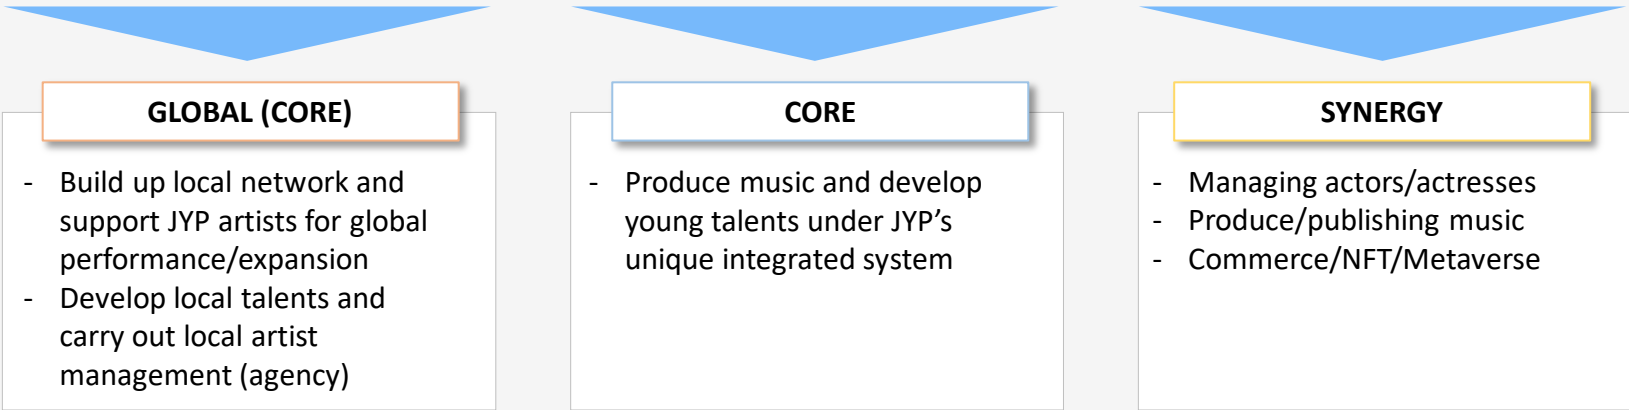 GLOBAL (CORE)
- Build up local network and
support JYP artists for global
performance/expansion
- Develop local talents and
carry out local artist
management (agency)
CORE
- Produce music and develop
young talents under JYP’s
unique integrated system
SYNERGY
- Managing actors/actresses
- Produce/publishing music
- Commerce/NFT/Metaverse